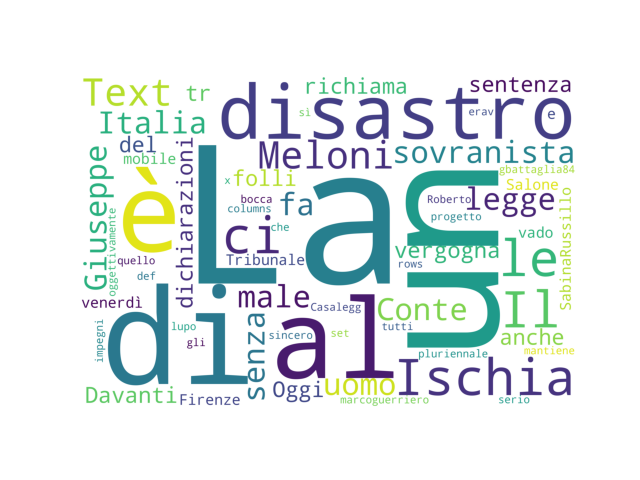 Text tr richiama sentenza
Italia disastro
sì erav e
del mobile Meloni sovranista
Giuseppe oggettivamente dichiarazioni
è La un
x folli bocca columns
gbattaglia84 Salone
Roberto legge progetto
fa ci che
quello def Tribunale
vergogna rows vado le
SabinaRussillo
venerdì male Casalegg Conte Il
impegni di al
lupo gli sincero set tutti anche
senza pluriennale mantiene
Davanti Firenze Oggi uomo Ischia
marcoguerriero serio